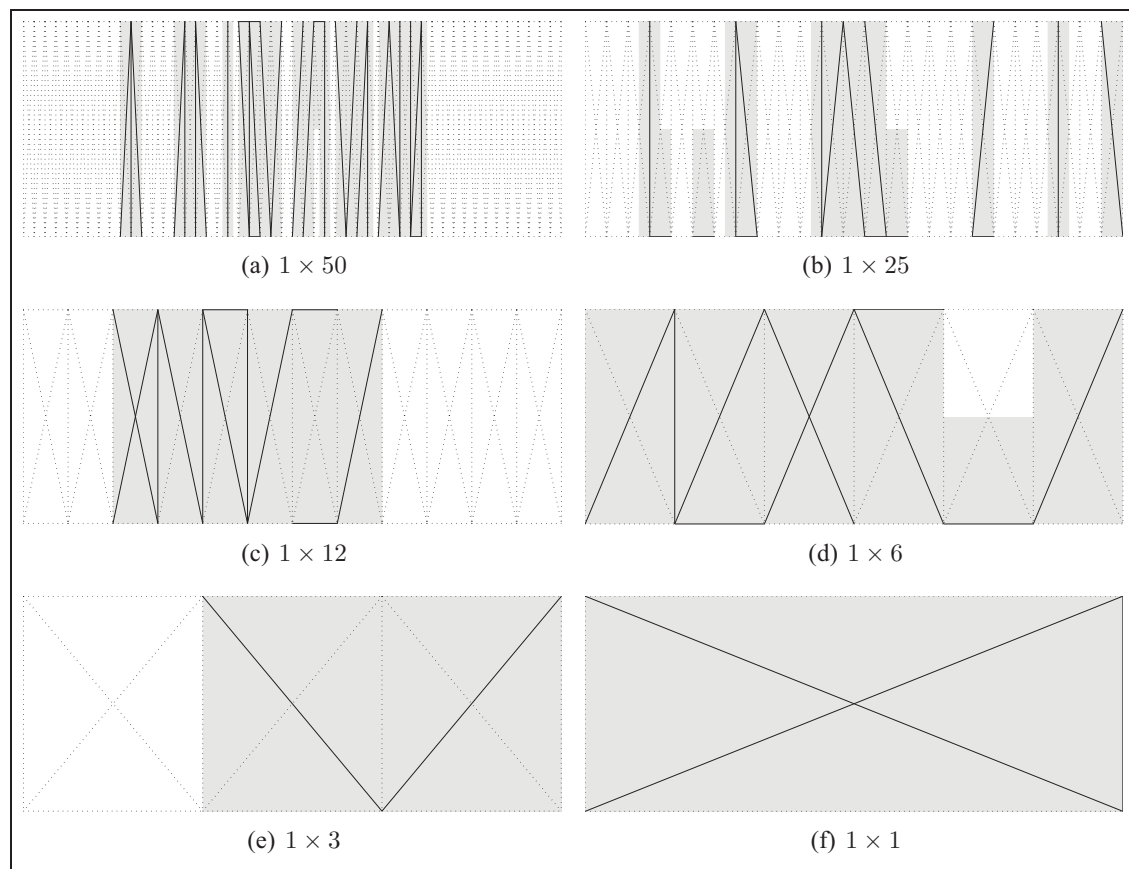 (a) 1 × 50
(b) 1 × 25
(c) 1 × 12
(d) 1 × 6
(e) 1 × 3
(f) 1 × 1